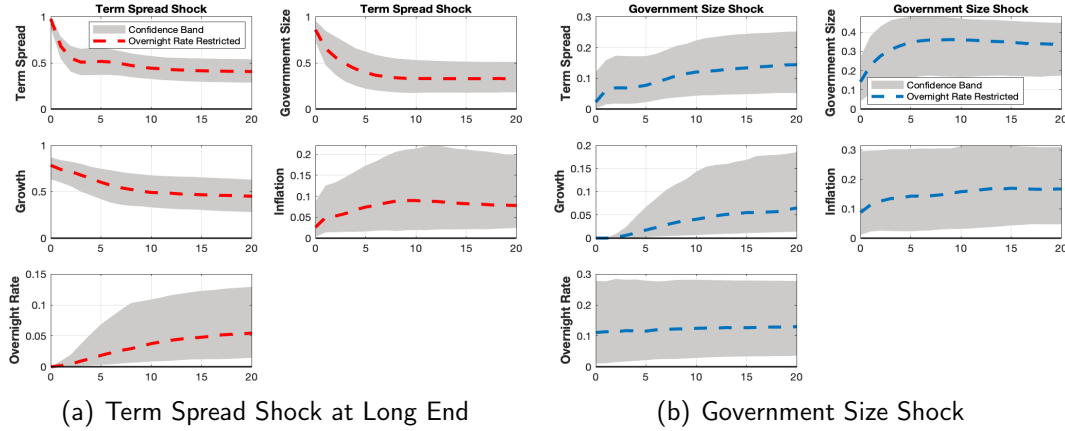 Term Spread Shock
Term Spread
1
0.5
0
0 5 10 15 20
Confidence Band
Overnight Rate Restricted
Term Spread Shock
Governemnt Size
1
0.5
0
0 5 10 15 20
Growth
1
0.5
0
0 5 10 15 20
Inflation
0.2
0.15
0.1
0.05
0
0 5 10 15 20
Overnight Rate
0.15
0.1
0.05
0
0 5 10 15 20
(a) Term Spread Shock at Long End
Government Size Shock
Term Spread
0.3
0.2
0.1
0
0 5 10 15 20
Government Size Shock
Government Size
0.4
0.3
0.2
0.1
0
0 5 10 15 20
Confidence Band
Overnight Rate Restricted
Growth
0.2
0.15
0.1
0.05
0
0 5 10 15 20
Inflation
0.3
0.2
0.1
0
0 5 10 15 20
Overnight Rate
0.3
0.2
0.1
0
0 5 10 15 20
(b) Government Size Shock